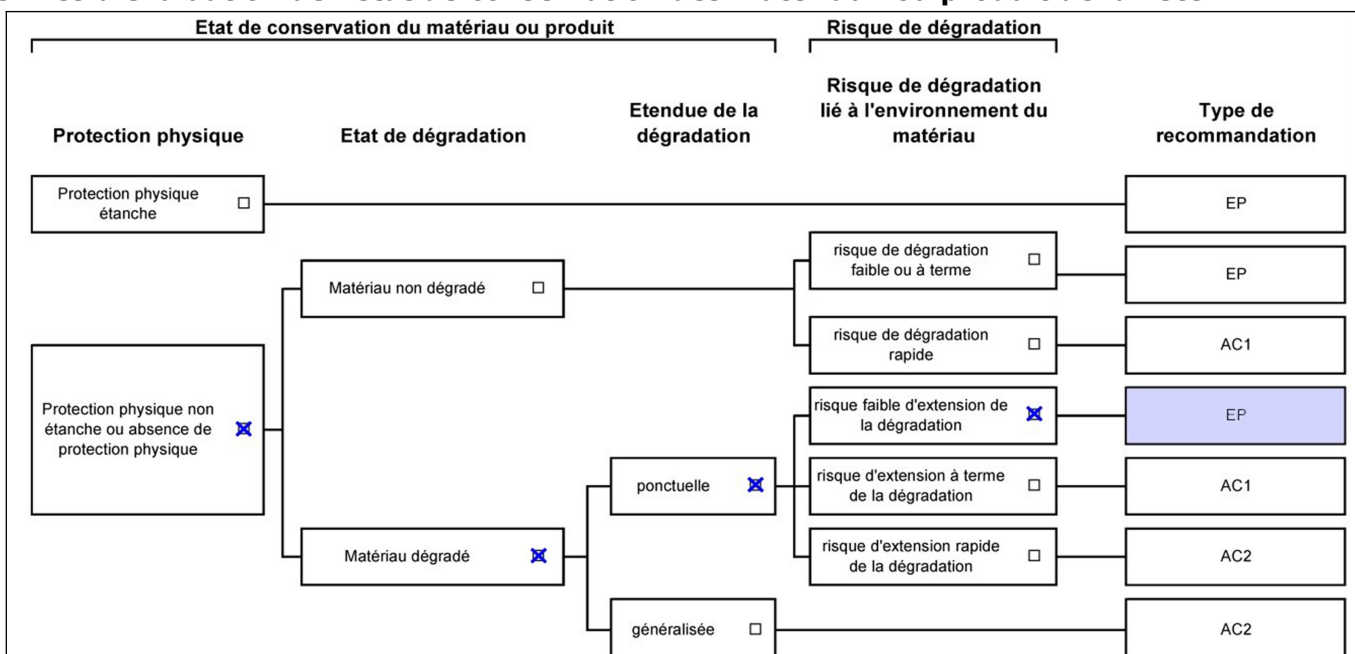 Etat de conservation du matériau ou produit
Risque de dégradation
Protection physique
Etat de dégradation
Etendue de la
dégradation
Risque de dégradation
lié à l'environnement du
matériau
Type de
recommandation
Protection physique
étanche
EP
risque de dégradation
faible ou à terme
EP
Matériau non dégradé
risque de dégradation
rapide
AC1
Protection physique non
étanche ou absence de
protection physique
risque faible d'extension de
la dégradation
EP
ponctuelle
risque d'extension à terme
de la dégradation
AC1
Matériau dégradé
risque d'extension rapide
de la dégradation
AC2
généralisée
AC2